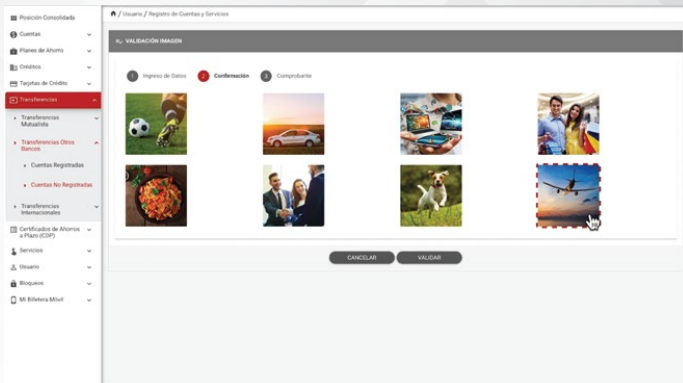 Posición Consolidada
Cuentas
Planes de Ahorro
Créditos
Tarjetas de Crédito
Transferencias
Transferencias
Mutualista
Transferencias Otros
Bancos
Cuentas Registradas
Cuentas No Registradas
Transferencias
Internacionales
Certificados de Ahorros
a Plazo (CDP)
Servicios
Usuario
Bloqueos
Mi Billetera Móvil
/ Usuario / Registro de Cuentas y Servicios
VALIDACIÓN IMAGEN
1 Ingreso de Datos 2 Confirmación 3 Comprobante
CANCELAR VALIDAR